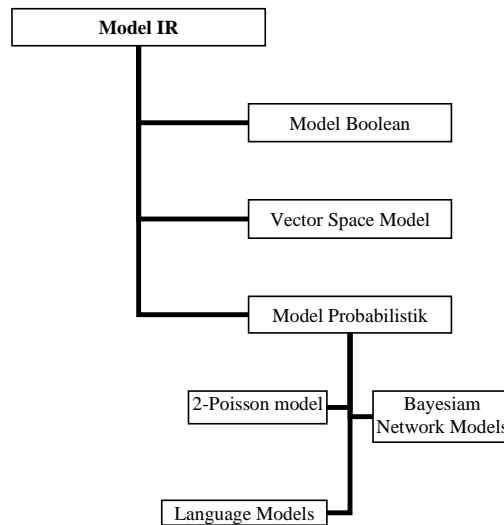 Model IR
Model Boolean
Vector Space Model
Model Probabilistik
2-Poisson model
Bayesiam
Network Models
Language Models